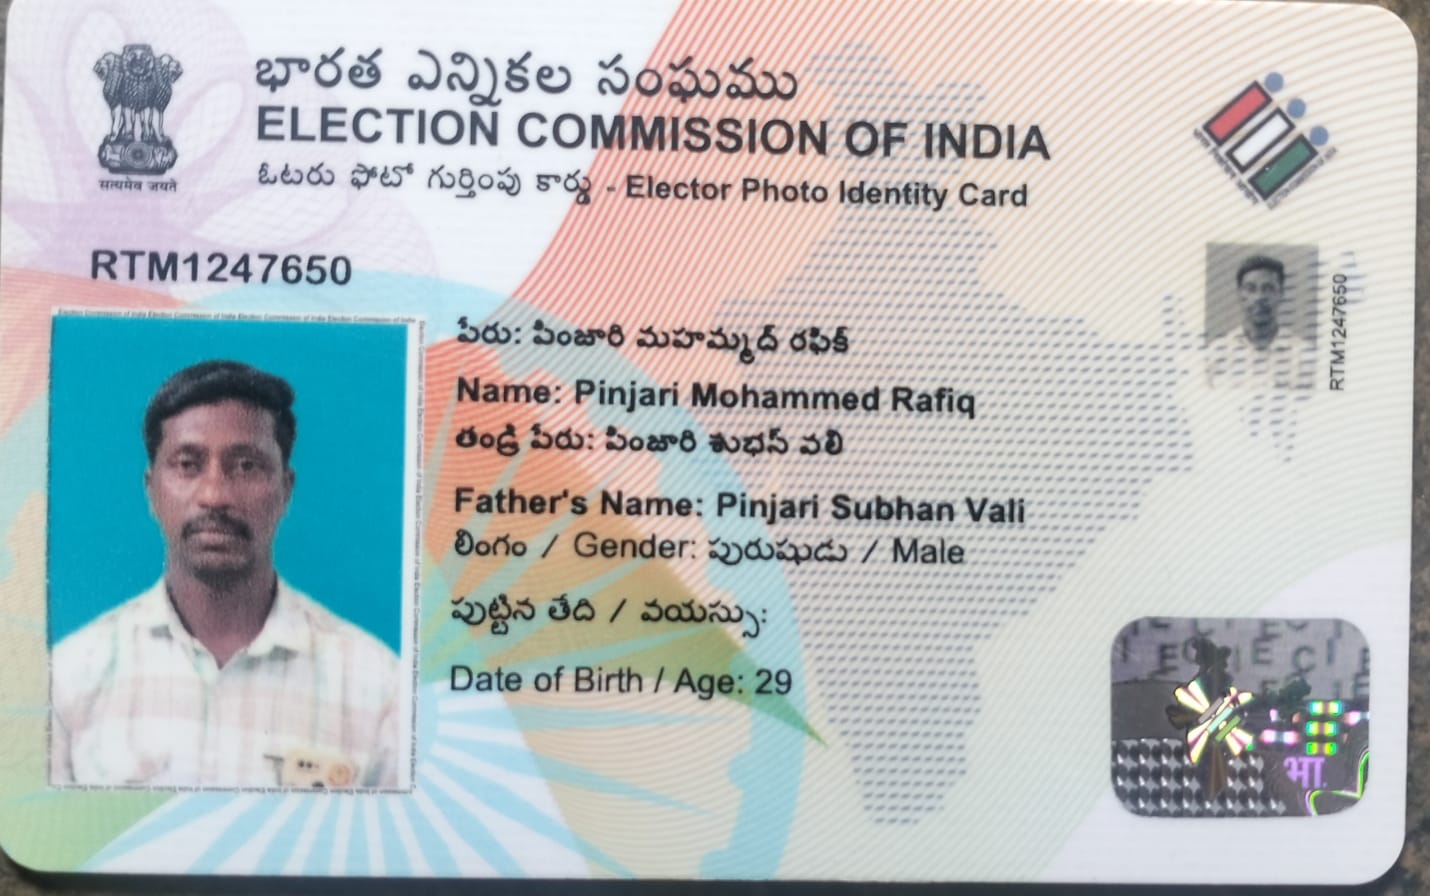 భారత ఎన్నికల సంఘము
ELECTION COMMISSION OF INDIA
ఓటరు ఫోటో గుర్తింపు కార్డు - Elector Photo Identity Card
सत्यमेव जयते
RTM1247650
RTM1247650
పేరు: పింజారి మహమ్మద్ రఫిక్
Name: Pinjari Mohammed Rafiq
తండ్రి పేరు: పింజారి శుభన్ వలి
Father's Name: Pinjari Subhan Vali
లింగం / Gender: పురుషుడు / Male
పుట్టిన తేది / వయస్సు:
Date of Birth / Age: 29
भा